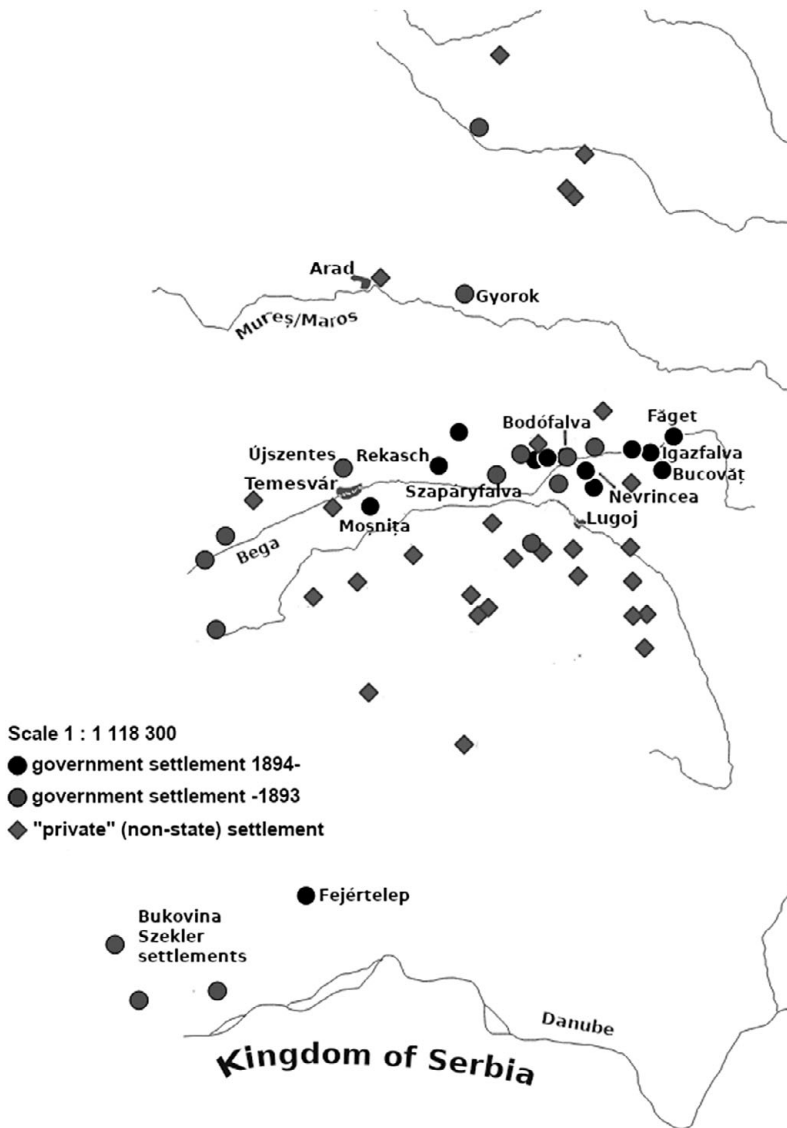 Arad
Gyorok
Mureș/Maros
Bodófalva
Făget
Újszentes
Rekasch
Igazfalva
Temesvár
Szapáryfalva
Bucovăț
Nevrincea
Moșnița
Lugoj
Bega
Scale 1 : 1 118 300
government settlement 1894-
government settlement -1893
"private" (non-state) settlement
Fejértelep
Bukovina
Szekler
settlements
Danube
Kingdom of Serbia